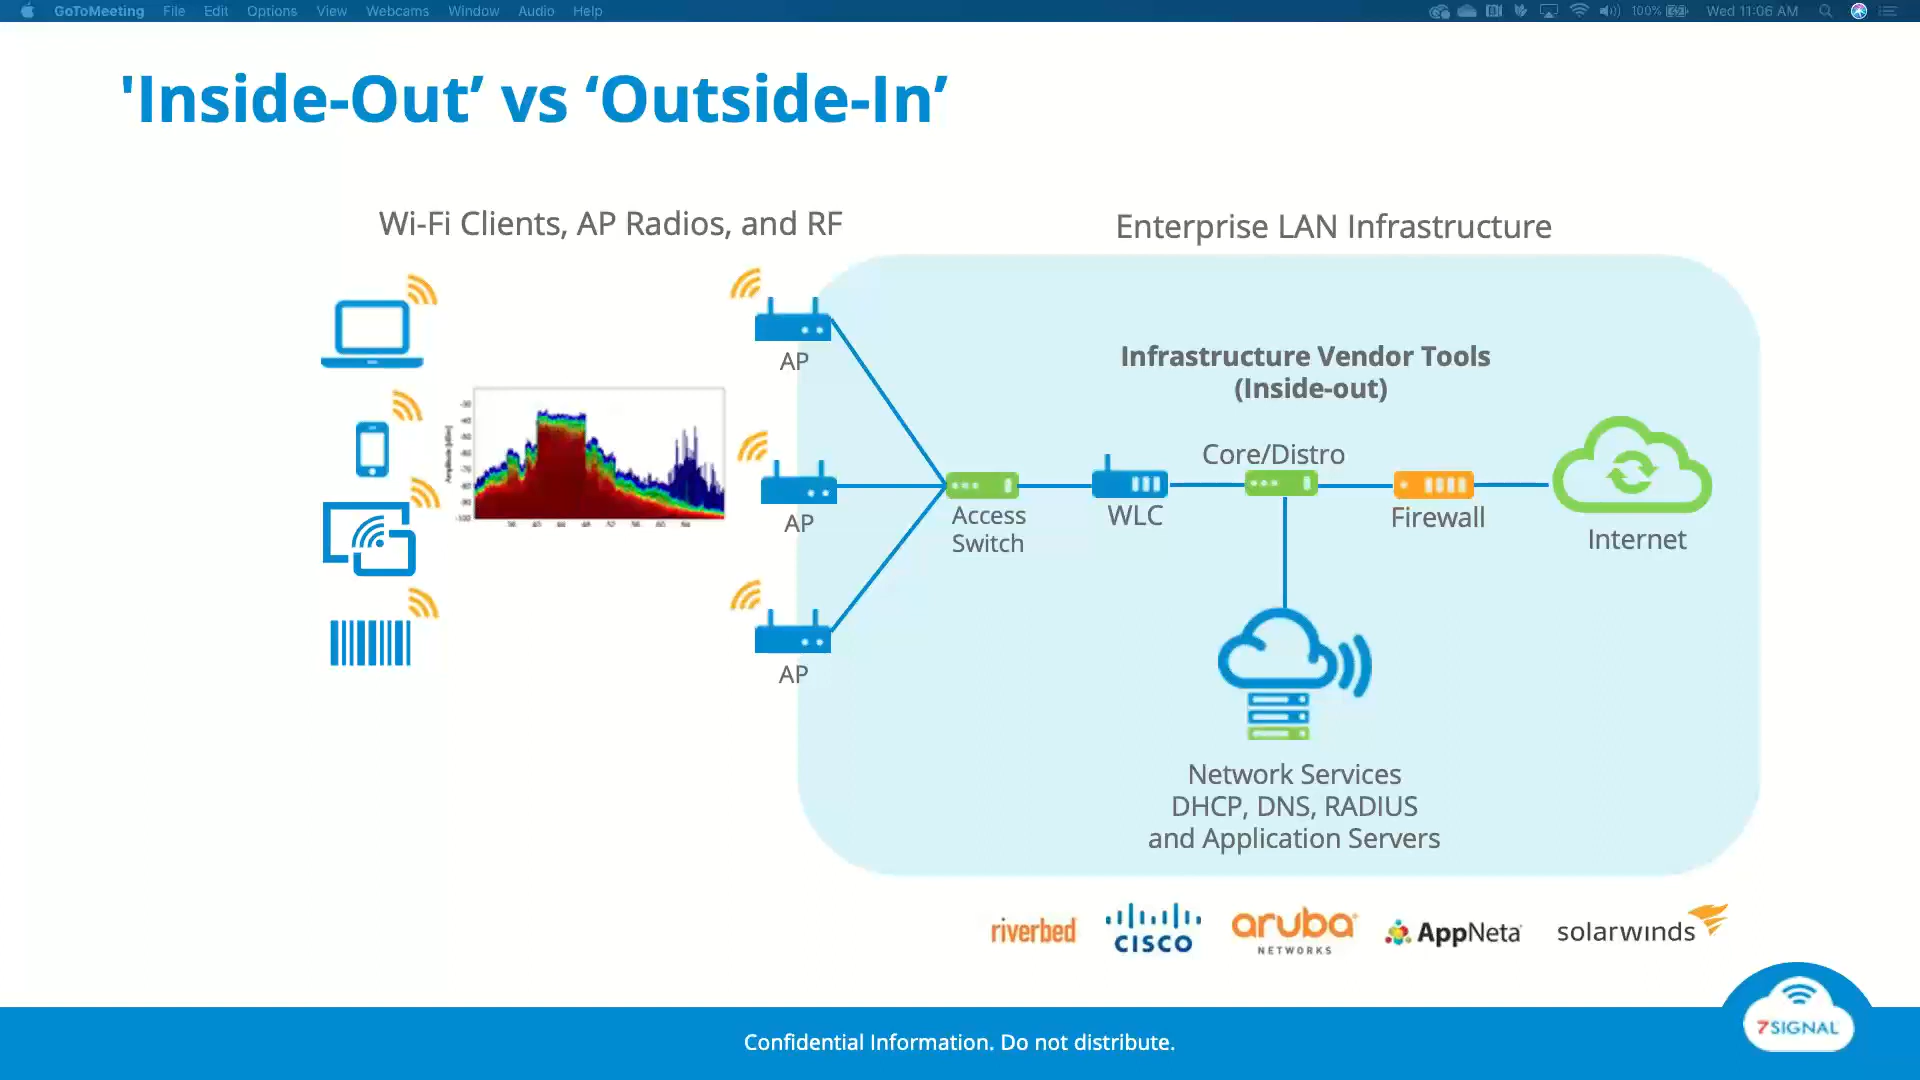 GoToMeeting File Edit Options View Webcams Window Audio Help 100% Wed 11:06 AM
'Inside-Out’ vs ‘Outside-In’
Wi-Fi Clients, AP Radios, and RF
Enterprise LAN Infrastructure
AP
Infrastructure Vendor Tools
(Inside-out)
Amplitude [dBm]
-100
AP
Access
Switch
WLC
Core/Distro
Firewall
Internet
AP
Network Services
DHCP, DNS, RADIUS
and Application Servers
riverbed
CISCO
aruba
NETWORKS
AppNeta
solarwinds
Confidential Information. Do not distribute.
7SIGNAL